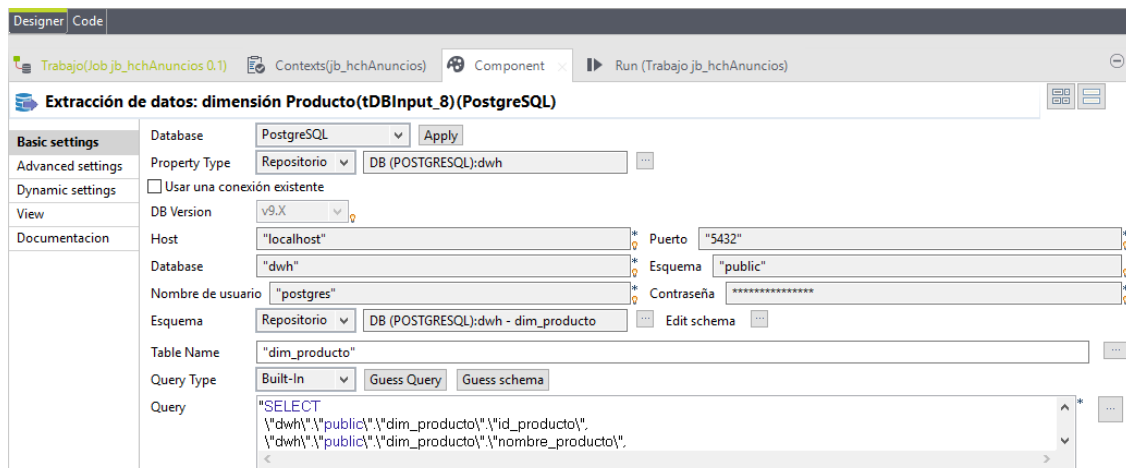 Designer Code
Trabajo(Job jb_hchAnuncios 0.1) Contexts(jb_hchAnuncios) Component Run (Trabajo jb_hchAnuncios)
Extracción de datos: dimensión Producto(tDBInput_8)(PostgreSQL)
Basic settings
Advanced settings
Dynamic settings
View
Documentacion
Database PostgreSQL Apply
Property Type Repositorio DB (POSTGRESQL):dwh ...
Usar una conexión existente
DB Version v9.X
Host "localhost" * Puerto "5432" *
Database "dwh" * Esquema "public"
Nombre de usuario "postgres" * Contraseña *************** *
Esquema Repositorio DB (POSTGRESQL):dwh - dim_producto ... Edit schema ...
Table Name "dim_producto" ...
Query Type Built-In Guess Query Guess schema
Query "SELECT * ...
\"dwh\".\"public\".\"dim_producto\".\"id_producto\",
\"dwh\".\"public\".\"dim_producto\".\"nombre_producto\",